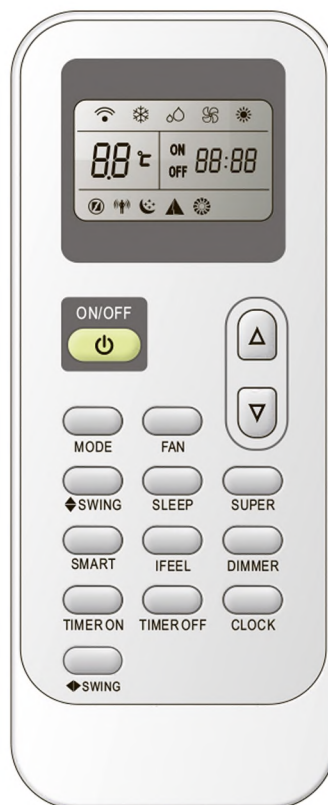 88 ℃ ON 88:88
OFF
ON/OFF
MODE FAN
SWING SLEEP SUPER
SMART IFEEL DIMMER
TIMER ON TIMER OFF CLOCK
SWING